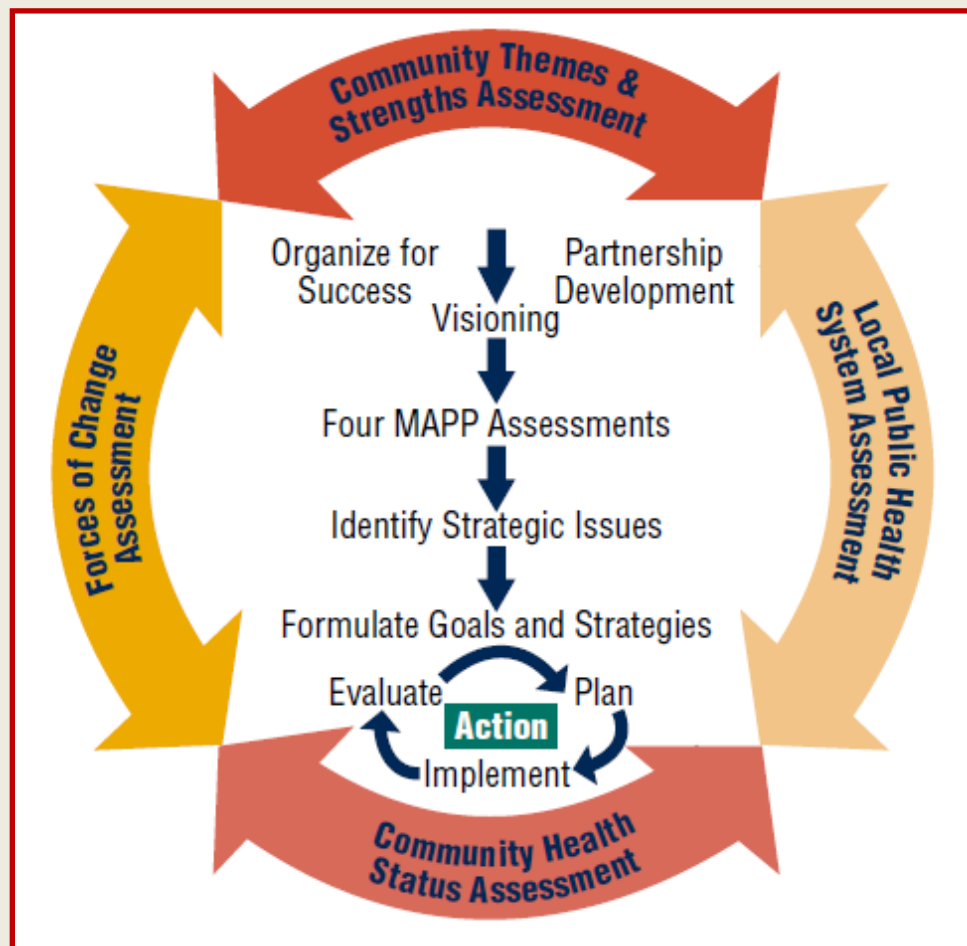 Community Themes &
Strengths Assessment
Organize for
Success
Partnership
Development
Visioning
Four MAPP Assessments
Identify Strategic Issues
Formulate Goals and Strategies
Evaluate
Plan
Action
Implement
Forces of Change
Assessment
Local Public Health
System Assessment
Community Health
Status Assessment